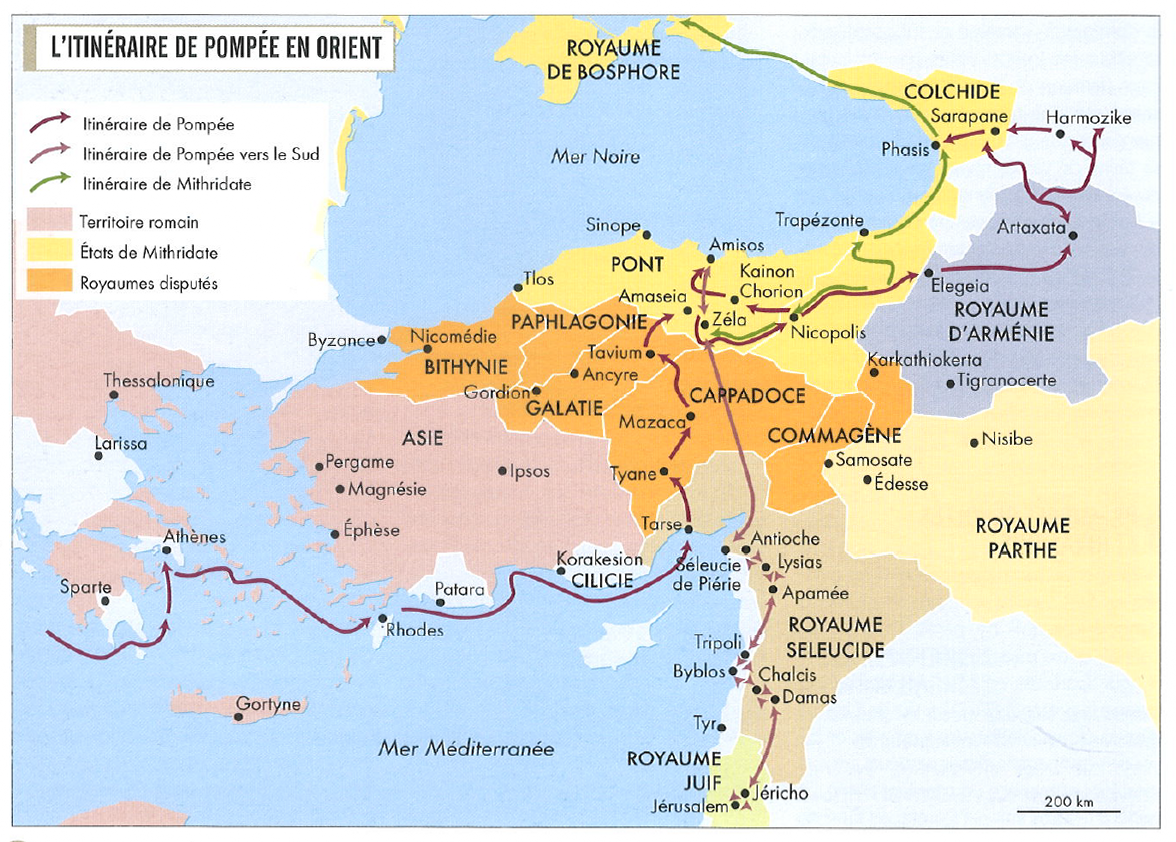 L'ITINÉRAIRE DE POMPÉE EN ORIENT
Itinéraire de Pompée
Itinéraire de Pompée vers le Sud
Itinéraire de Mithridate
Territoire romain
États de Mithridate
Royaumes disputés
ROYAUME
DE BOSPHORE
COLCHIDE
Sarapane
Harmozike
Phasis
Mer Noire
Sinope
Trapézonte
Artaxata
Amisos
PONT
Kainon
Chorion
Tlos
Amaseia
Elegeia
ROYAUME
D'ARMÉNIE
PAPHLAGONIE
Zéla
Nicopolis
Byzance
Nicomédie
BITHYNIE
Tavium
Ancyre
Karkathiokerta
Tigranocerte
Thessalonique
Gordion
GALATIE
CAPPADOCE
Mazaca
Larissa
ASIE
COMMAGÈNE
Nisibe
Pergame
Ipsos
Tyane
Samosate
Magnésie
Édesse
Éphèse
Tarse
ROYAUME
PARTHE
Athènes
Antioche
Korakesion
CILICIE
Séleucie
de Piérie
Lysias
Sparte
Patara
Apamée
Rhodes
ROYAUME
SELEUCIDE
Tripoli
Byblos
Chalcis
Damas
Gortyne
Tyr
Mer Méditerranée
ROYAUME
JUIF
Jéricho
Jérusalem
200 km